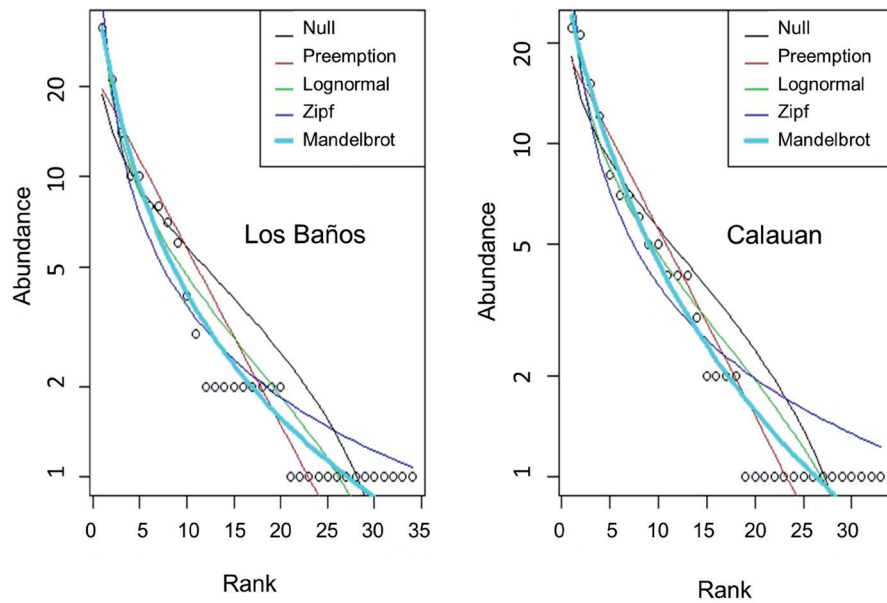 Null
Preemption
Lognormal
Zipf
Mandelbrot
Los Baños
Abundance
20
10
5
2
1
0 5 10 15 20 25 30 35
Rank
Null
Preemption
Lognormal
Zipf
Mandelbrot
Calauan
Abundance
20
10
5
2
1
0 5 10 15 20 25 30
Rank